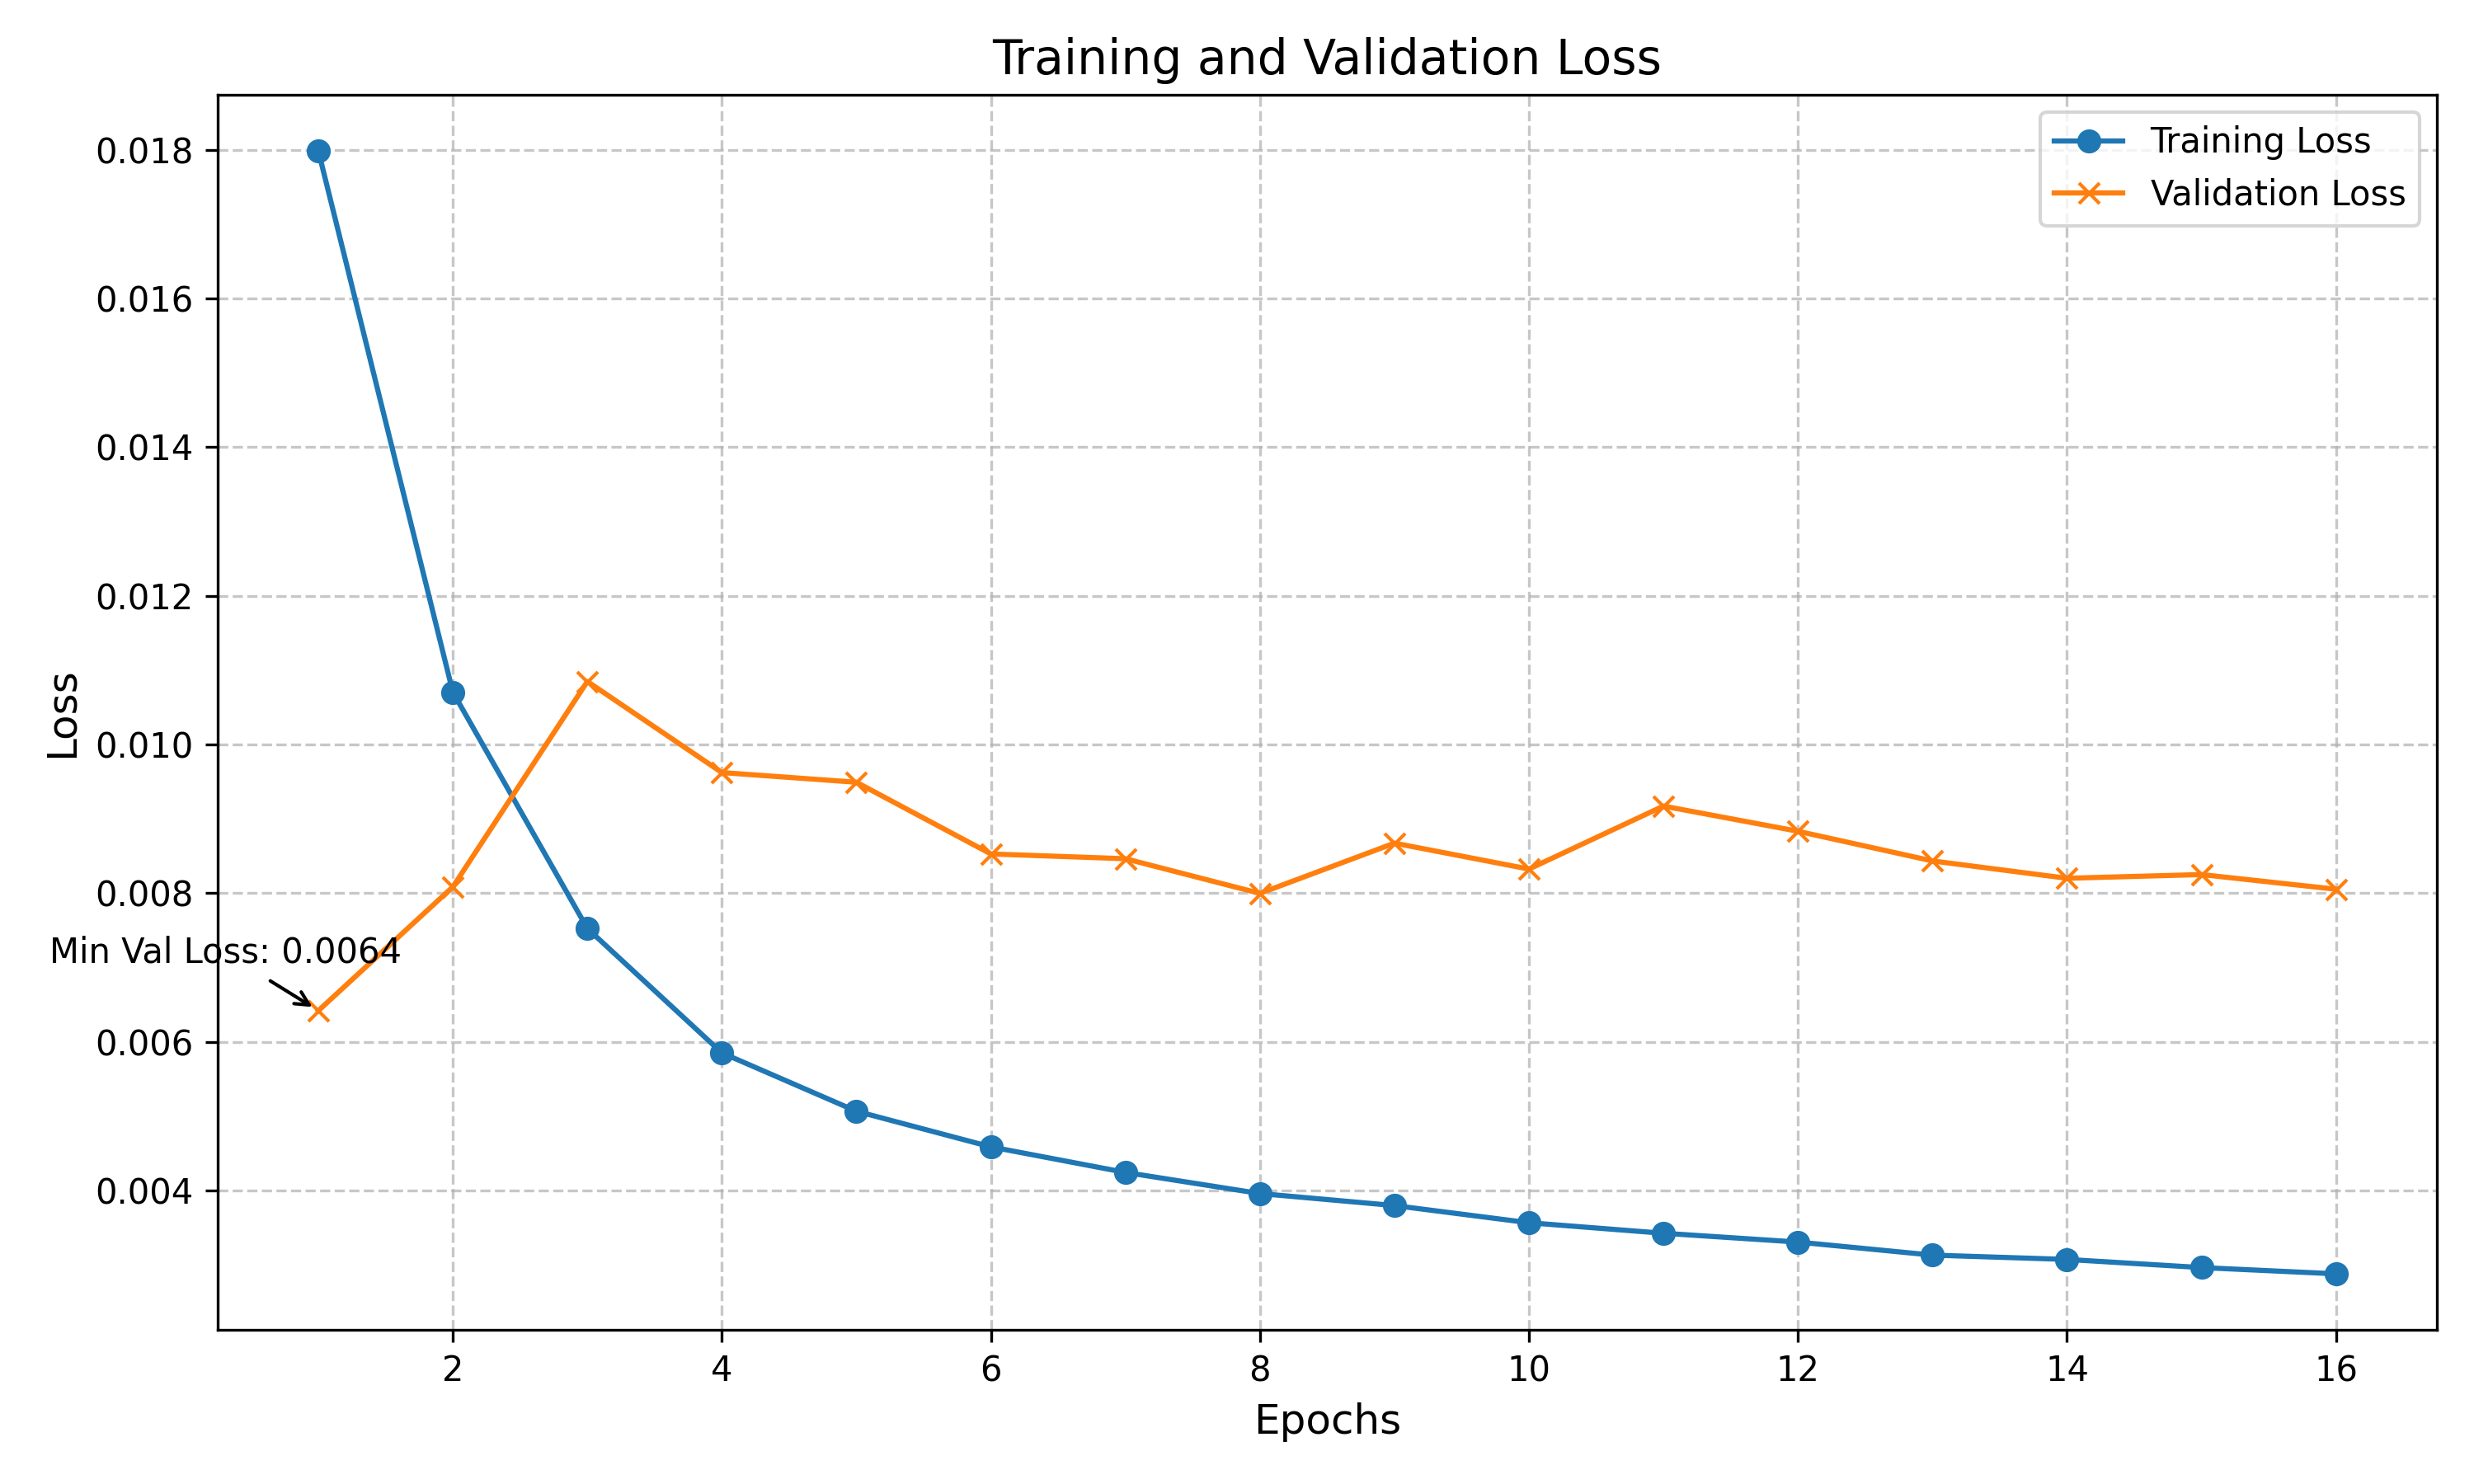 Training and Validation Loss
Training Loss
Validation Loss
0.018
0.016
0.014
0.012
0.010
0.008
0.006
0.004
Loss
Min Val Loss: 0.0064
2 4 6 8 10 12 14 16
Epochs